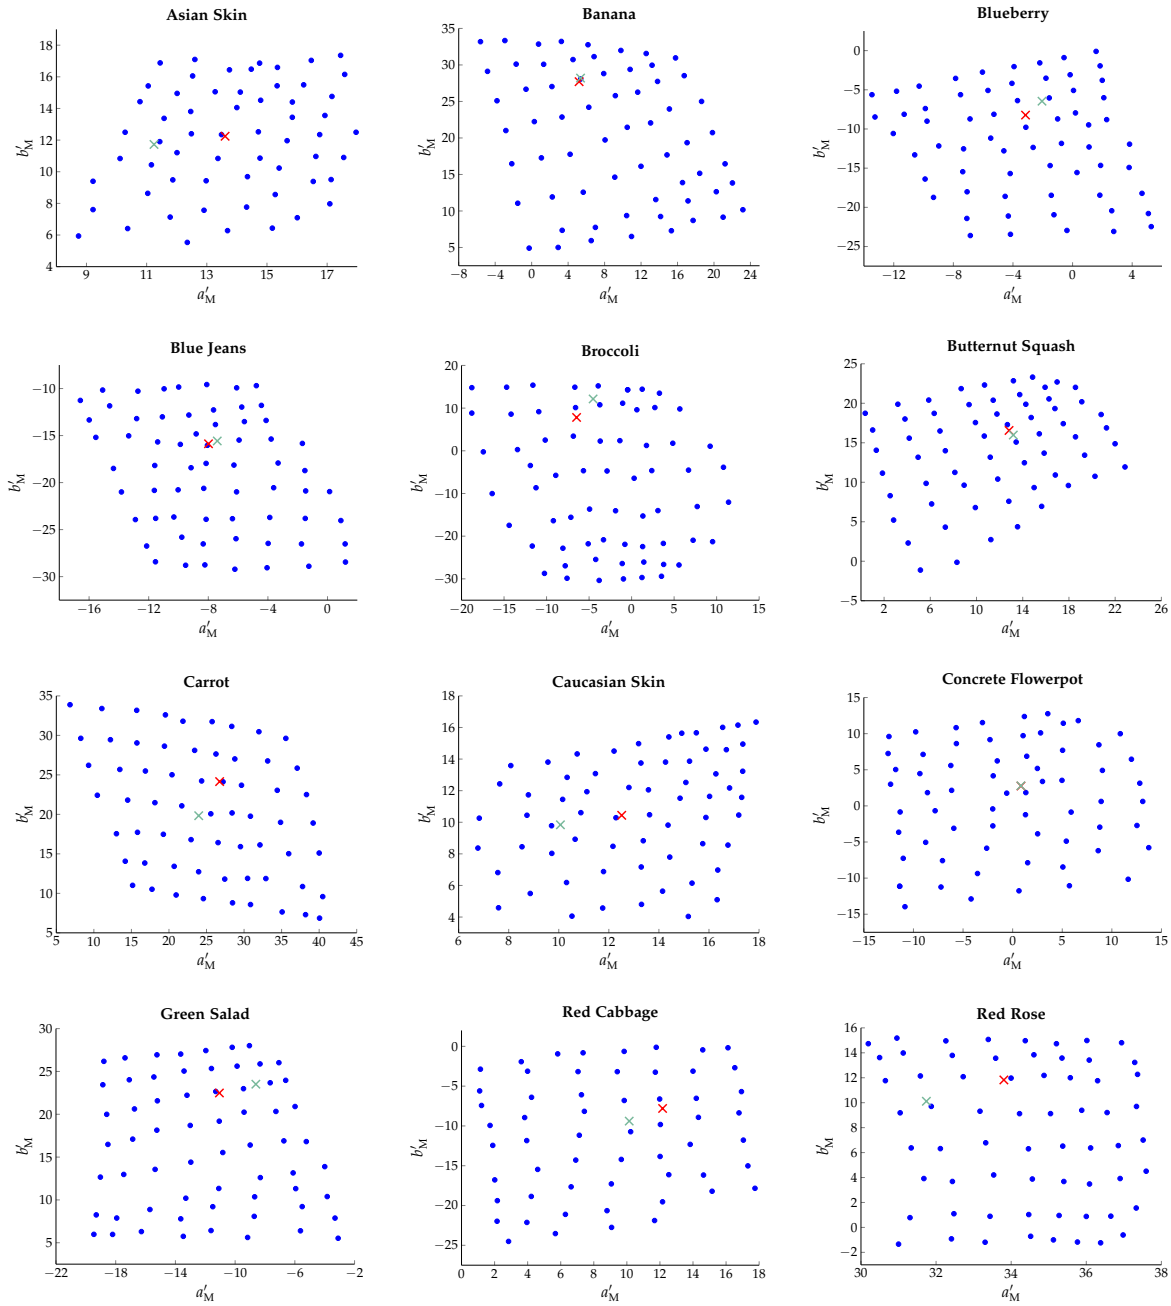 Asian Skin
18
16
14
12
10
8
6
4
9 11 13 15 17
b′M
a′M
Banana
35
30
25
20
15
10
5
−8 −4 0 4 8 12 16 20 24
b′M
a′M
Blueberry
0
−5
−10
−15
−20
−25
−12 −8 −4 0 4
b′M
a′M
Blue Jeans
−10
−15
−20
−25
−30
−16 −12 −8 −4 0
b′M
a′M
Broccoli
20
10
0
−10
−20
−30
−20 −15 −10 −5 0 5 10 15
b′M
a′M
Butternut Squash
25
20
15
10
5
0
−5
2 6 10 14 18 22 26
b′M
a′M
Carrot
35
30
25
20
15
10
5
5 10 15 20 25 30 35 40 45
b′M
a′M
Caucasian Skin
18
16
14
12
10
8
6
4
6 8 10 12 14 16 18
b′M
a′M
Concrete Flowerpot
15
10
5
0
−5
−10
−15
−15 −10 −5 0 5 10 15
b′M
a′M
Green Salad
30
25
20
15
10
5
−22 −18 −14 −10 −6 −2
b′M
a′M
Red Cabbage
0
−5
−10
−15
−20
−25
0 2 4 6 8 10 12 14 16 18
b′M
a′M
Red Rose
16
14
12
10
8
6
4
2
0
−2
30 32 34 36 38
b′M
a′M